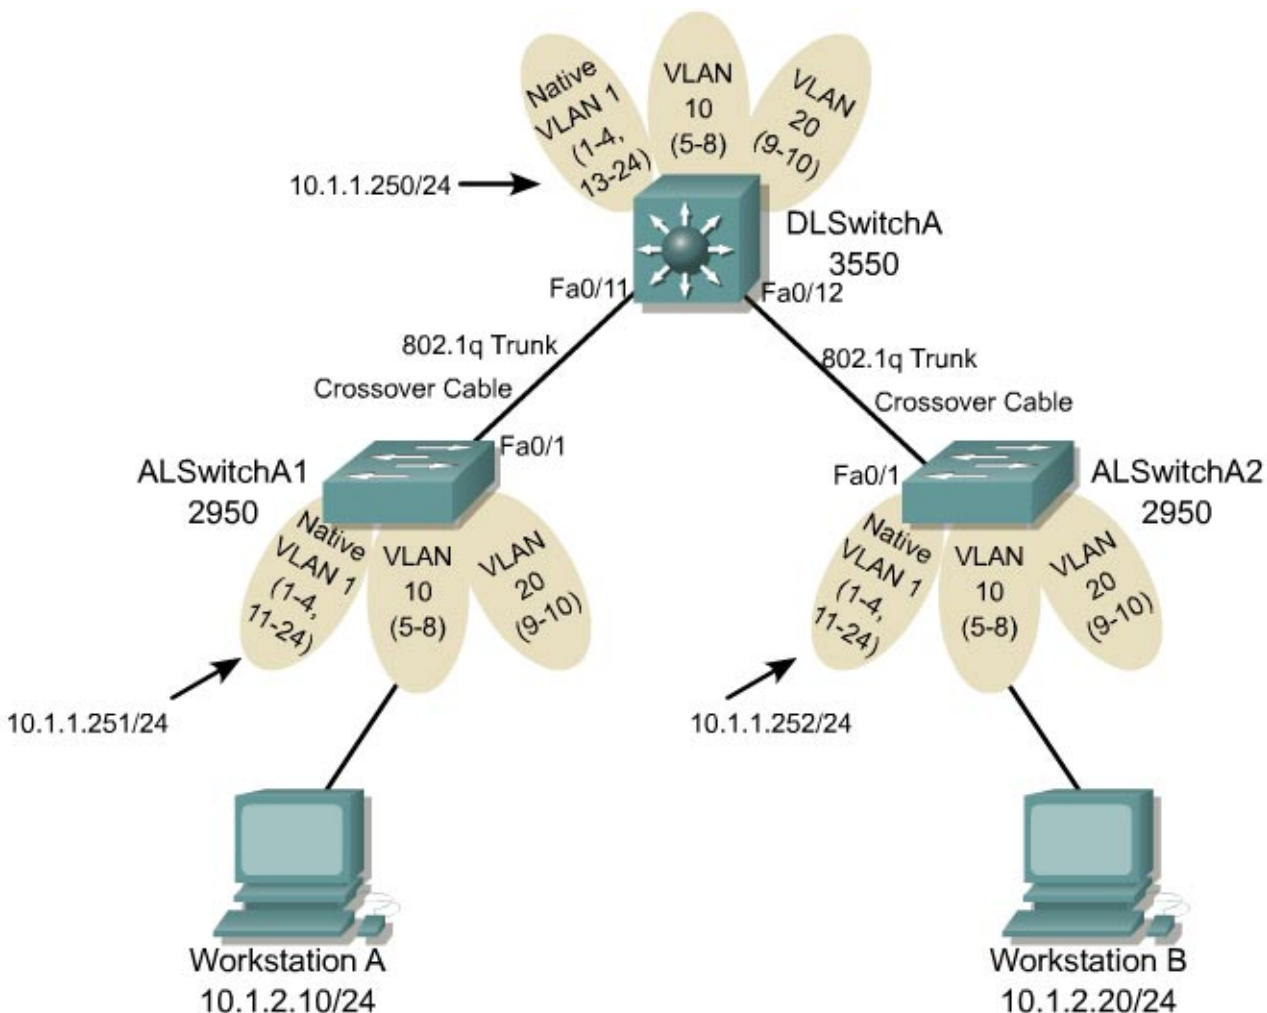 Native
VLAN 1
(1-4,
13-24)
VLAN
10
(5-8)
VLAN
20
(9-10)
10.1.1.250/24
DLSwitchA
3550
Fa0/11
Fa0/12
802.1q Trunk
Crossover Cable
802.1q Trunk
Crossover Cable
Fa0/1
ALSwitchA1
2950
Native
VLAN 1
(1-4,
11-24)
VLAN
10
(5-8)
VLAN
20
(9-10)
10.1.1.251/24
Fa0/1
ALSwitchA2
2950
Native
VLAN 1
(1-4,
11-24)
VLAN
10
(5-8)
VLAN
20
(9-10)
10.1.1.252/24
Workstation A
10.1.2.10/24
Workstation B
10.1.2.20/24